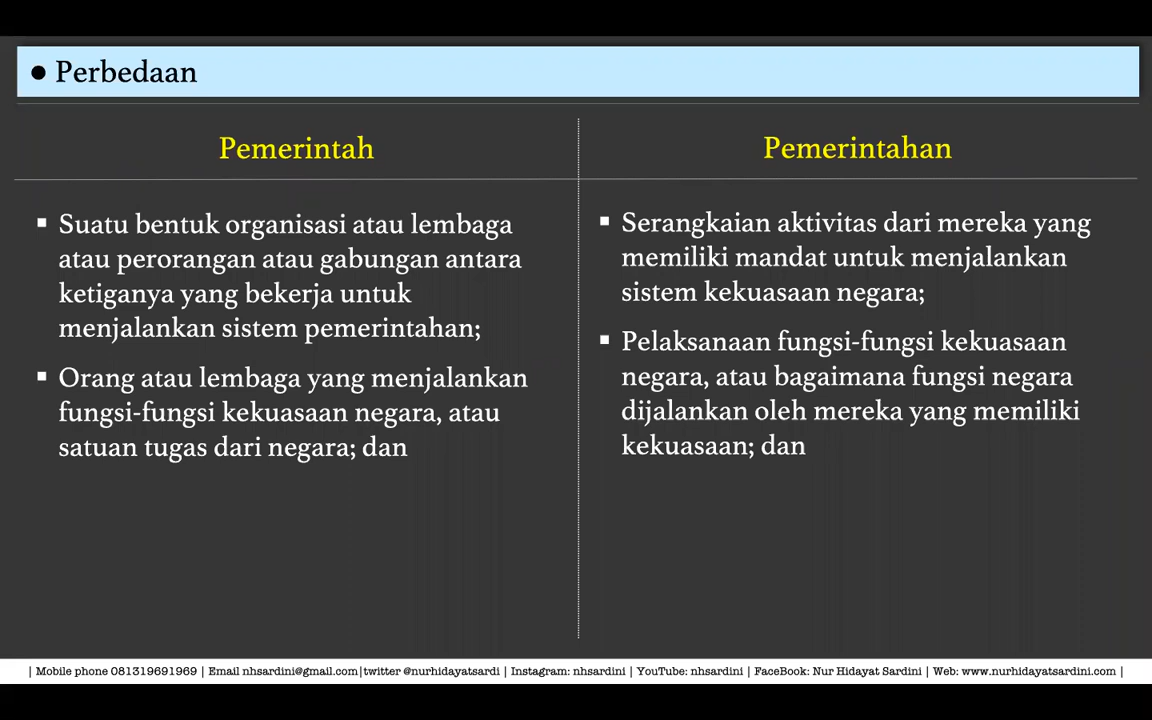 ● Perbedaan
Pemerintah
▪ Suatu bentuk organisasi atau lembaga
atau perorangan atau gabungan antara
ketiganya yang bekerja untuk
menjalankan sistem pemerintahan;
▪ Orang atau lembaga yang menjalankan
fungsi-fungsi kekuasaan negara, atau
satuan tugas dari negara; dan
Pemerintahan
▪ Serangkaian aktivitas dari mereka yang
memiliki mandat untuk menjalankan
sistem kekuasaan negara;
▪ Pelaksanaan fungsi-fungsi kekuasaan
negara, atau bagaimana fungsi negara
dijalankan oleh mereka yang memiliki
kekuasaan; dan
| Mobile phone 081319691969 | Email nhsardini@gmail.com|twitter @nurhidayatsardi | Instagram: nhsardini | YouTube: nhsardini | FaceBook: Nur Hidayat Sardini | Web: www.nurhidayatsardini.com |